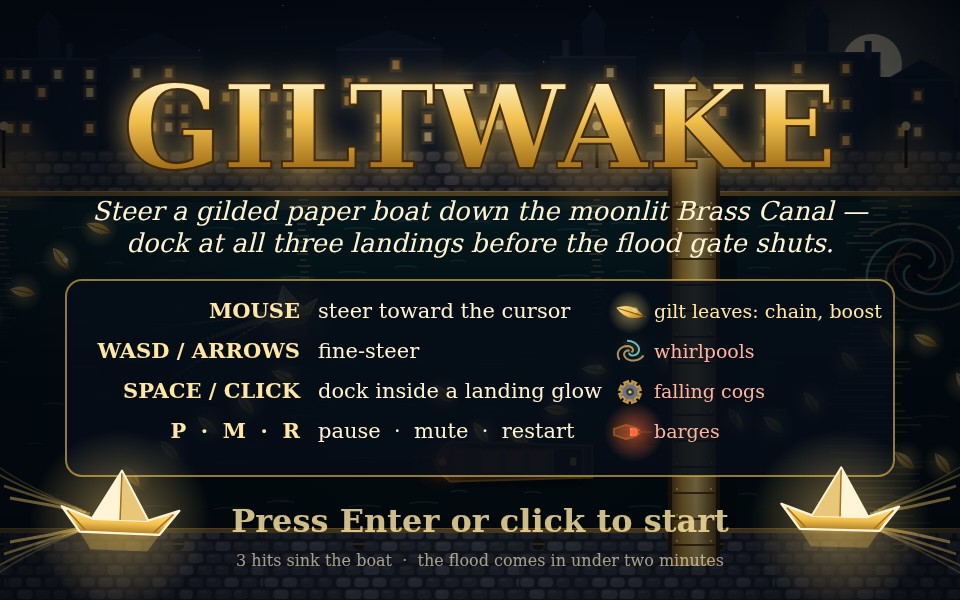 GILTWAKE
Steer a gilded paper boat down the moonlit Brass Canal —
dock at all three landings before the flood gate shuts.
MOUSE steer toward the cursor gilt leaves: chain, boost
WASD / ARROWS fine-steer whirlpools
SPACE / CLICK dock inside a landing glow falling cogs
P · M · R pause · mute · restart barges
Press Enter or click to start
3 hits sink the boat · the flood comes in under two minutes